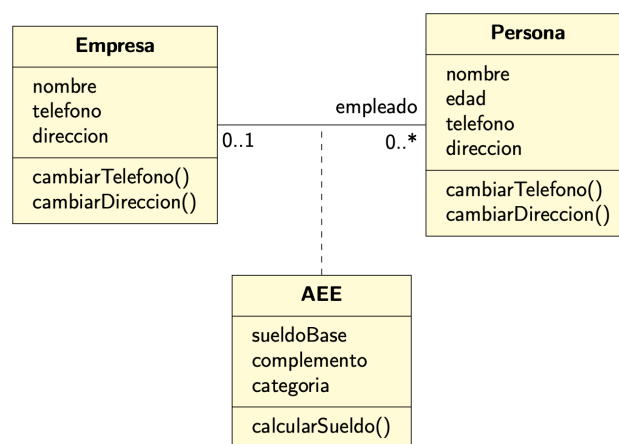 Empresa
nombre
telefono
direccion
cambiarTelefono()
cambiarDireccion()
empleado
0..1
0..*
Persona
nombre
edad
telefono
direccion
cambiarTelefono()
cambiarDireccion()
AEE
sueldoBase
complemento
categoria
calcularSueldo()